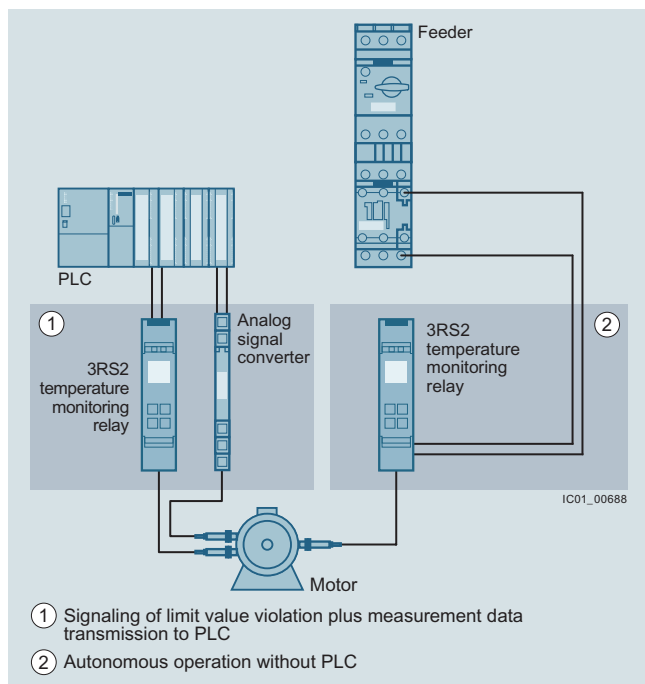 Feeder
PLC
①
3RS2
temperature
monitoring
relay
Analog
signal
converter
3RS2
temperature
monitoring
relay
②
IC01_00688
Motor
① Signaling of limit value violation plus measurement data
transmission to PLC
② Autonomous operation without PLC